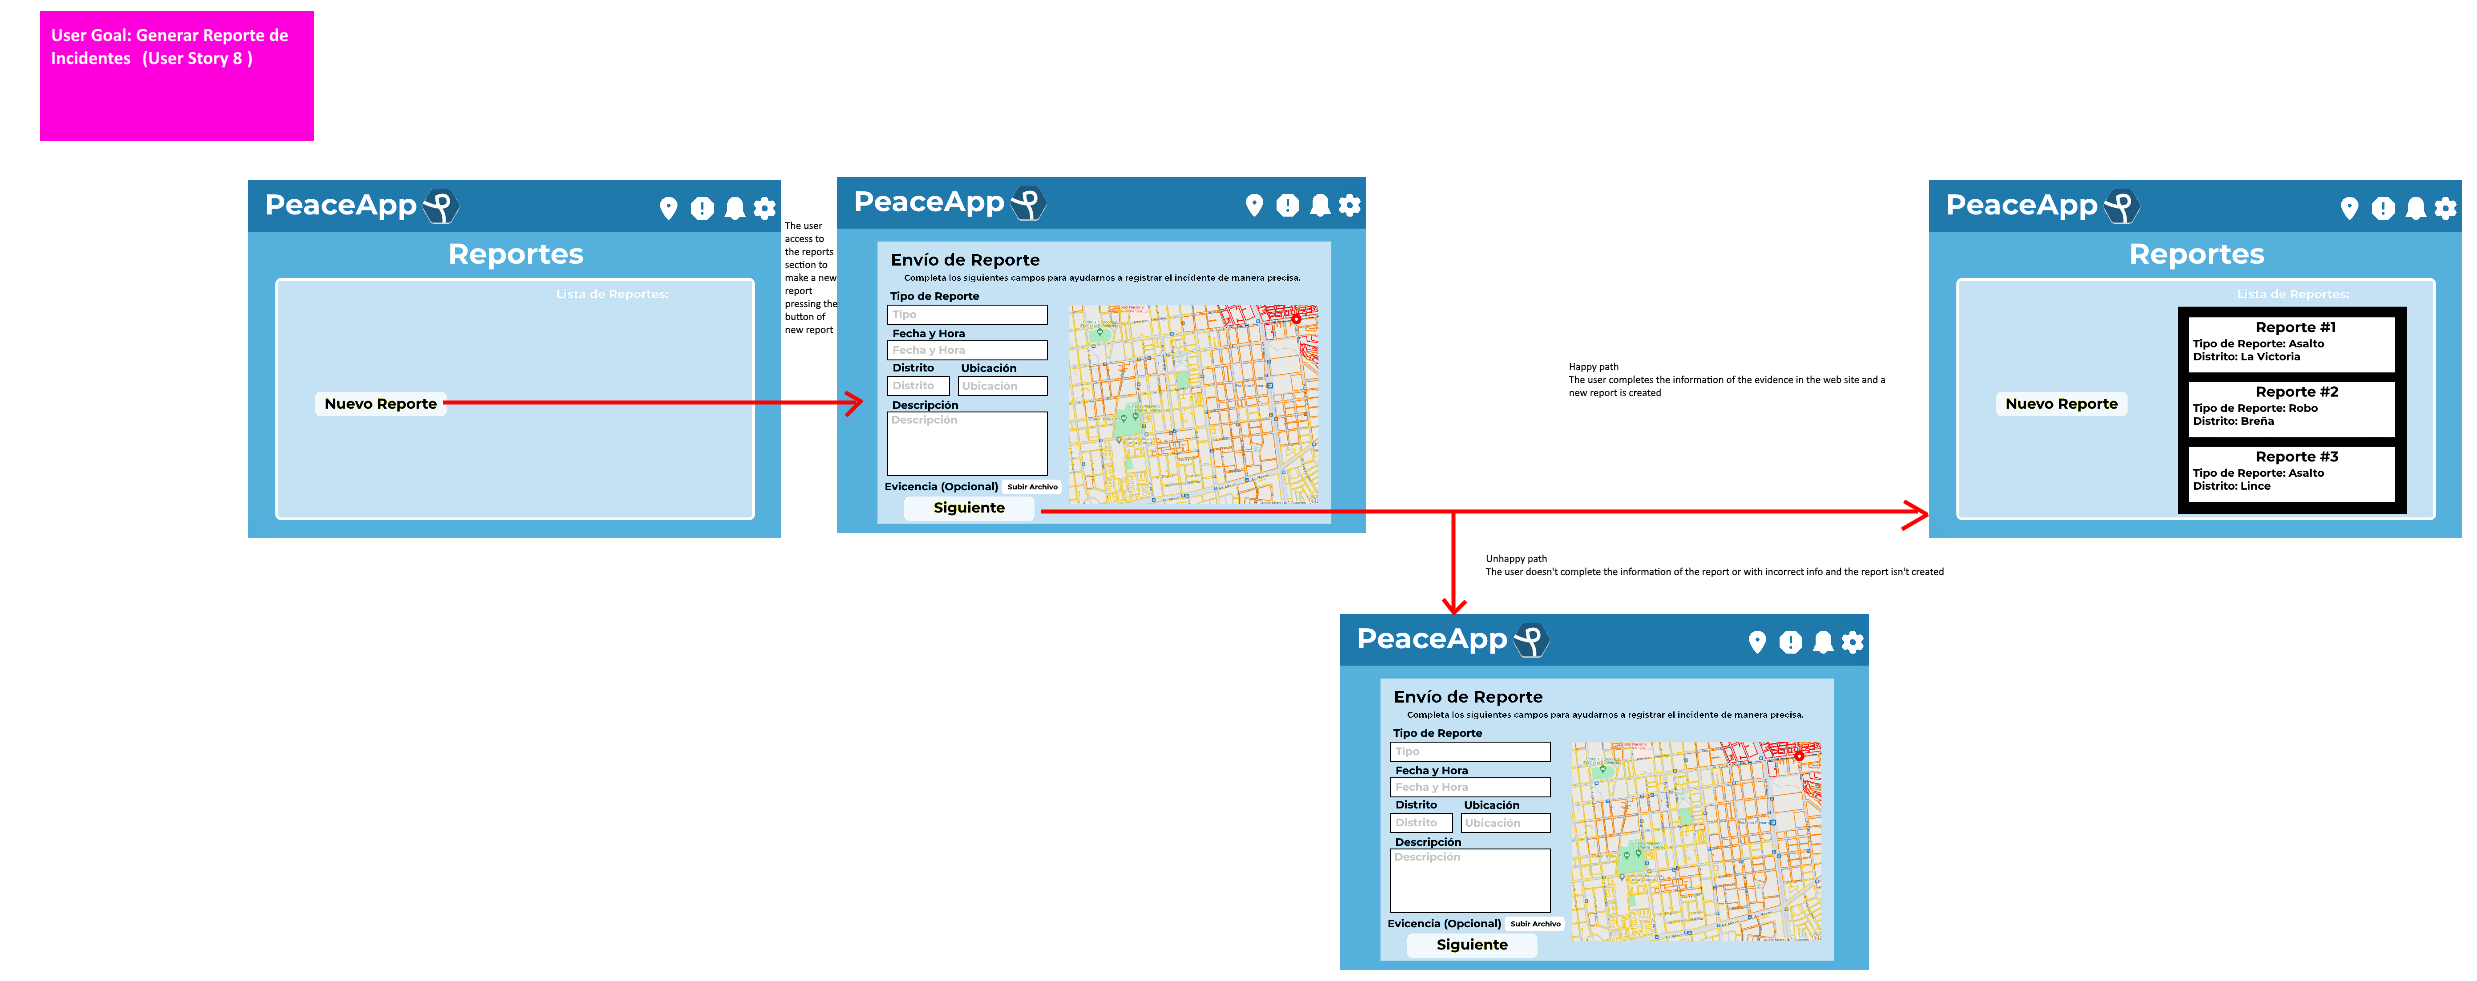 User Goal: Generar Reporte de
Incidentes (User Story 8 )
PeaceApp
Reportes
Lista de Reportes:
Nuevo Reporte
The user
access to
the reports
section to
make a new
report
pressing the
button of
new report
PeaceApp
Envío de Reporte
Completa los siguientes campos para ayudarnos a registrar el incidente de manera precisa.
Tipo de Reporte
Tipo
Fecha y Hora
Fecha y Hora
Distrito Ubicación
Distrito Ubicación
Descripción
Descripción
Evicencia (Opcional) Subir Archivo
Siguiente
Happy path
The user completes the information of the evidence in the web site and a
new report is created
PeaceApp
Reportes
Lista de Reportes:
Reporte #1
Tipo de Reporte: Asalto
Distrito: La Victoria
Nuevo Reporte
Reporte #2
Tipo de Reporte: Robo
Distrito: Breña
Reporte #3
Tipo de Reporte: Asalto
Distrito: Lince
Unhappy path
The user doesn't complete the information of the report or with incorrect info and the report isn't created
PeaceApp
Envío de Reporte
Completa los siguientes campos para ayudarnos a registrar el incidente de manera precisa.
Tipo de Reporte
Tipo
Fecha y Hora
Fecha y Hora
Distrito Ubicación
Distrito Ubicación
Descripción
Descripción
Evicencia (Opcional) Subir Archivo
Siguiente